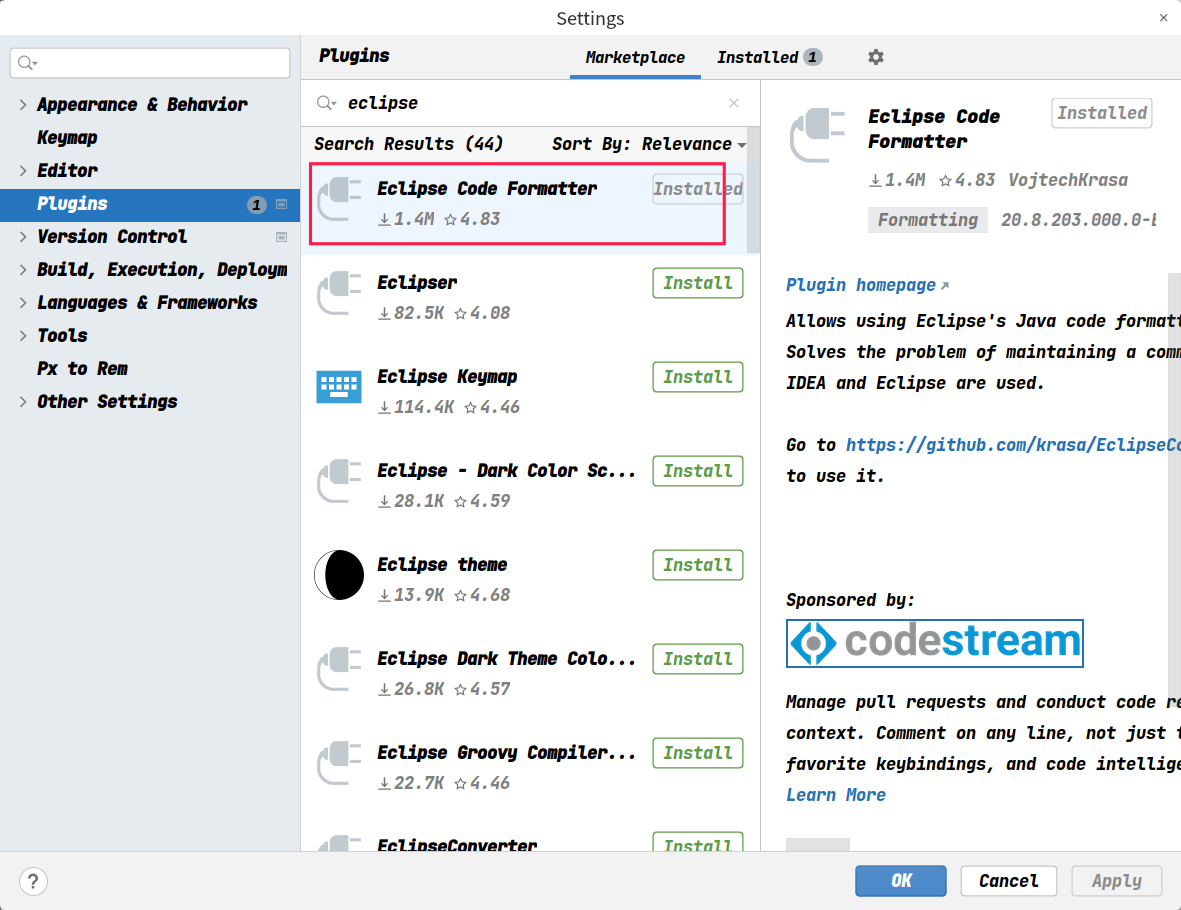 Settings
Plugins
Marketplace
Installed 1
eclipse
Appearance & Behavior
Keymap
Editor
Plugins 1
Version Control
Build, Execution, Deploym
Languages & Frameworks
Tools
Px to Rem
Other Settings
Search Results (44) Sort By: Relevance
Eclipse Code Formatter Installed
1.4M 4.83
Eclipser Install
82.5K 4.08
Eclipse Keymap Install
114.4K 4.46
Eclipse - Dark Color Sc... Install
28.1K 4.59
Eclipse theme Install
13.9K 4.68
Eclipse Dark Theme Colo... Install
26.8K 4.57
Eclipse Groovy Compiler... Install
22.7K 4.46
EclipseConverter Install
Eclipse Code Installed
Formatter
1.4M 4.83 VojtechKrasa
Formatting 20.8.203.000.0-E
Plugin homepage
Allows using Eclipse's Java code formatt
Solves the problem of maintaining a comm
IDEA and Eclipse are used.
Go to https://github.com/krasa/EclipseCo
to use it.
Sponsored by:
codestream
Manage pull requests and conduct code re
context. Comment on any line, not just t
favorite keybindings, and code intellige
Learn More
?
OK
Cancel
Apply